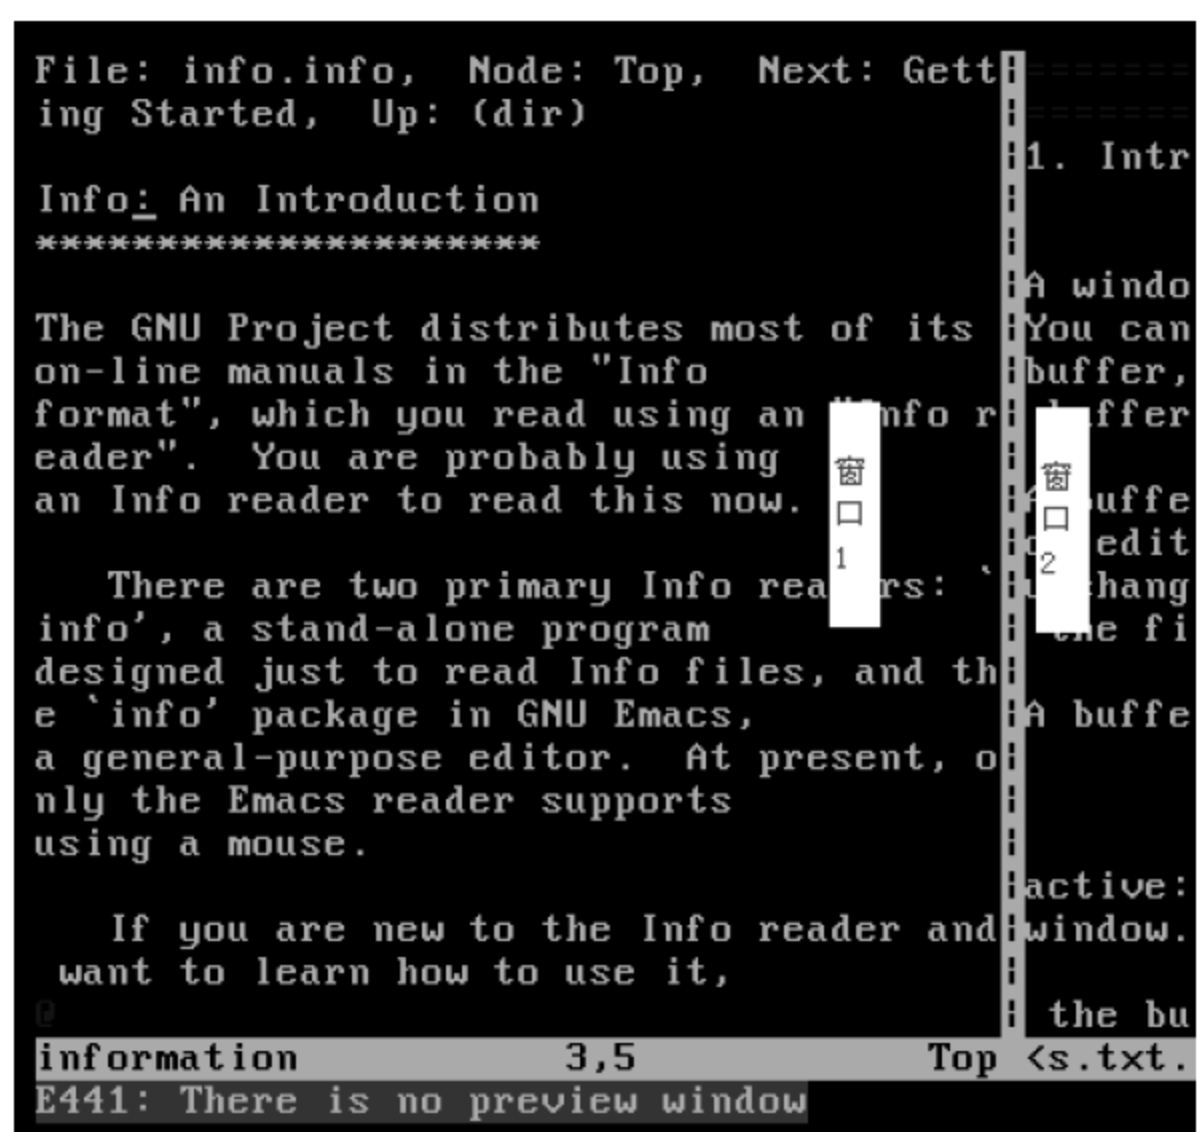 File: info.info,  Node: Top,  Next: Gett
ing Started,  Up: (dir)
Info: An Introduction
*********************
The GNU Project distributes most of its
on-line manuals in the "Info
format", which you read using an "Info r
eader".  You are probably using
an Info reader to read this now.
There are two primary Info rea rs: `
info', a stand-alone program
designed just to read Info files, and th
e `info' package in GNU Emacs,
a general-purpose editor.  At present, o
nly the Emacs reader supports
using a mouse.
If you are new to the Info reader and
want to learn how to use it,
@
窗
口
1
========
========
1. Intr
A windo
You can
buffer,
ffer
uffe
edit
hang
the fi
A buffe
active:
window.
the bu
窗
口
2
information 3,5 Top <s.txt.
E441: There is no preview window